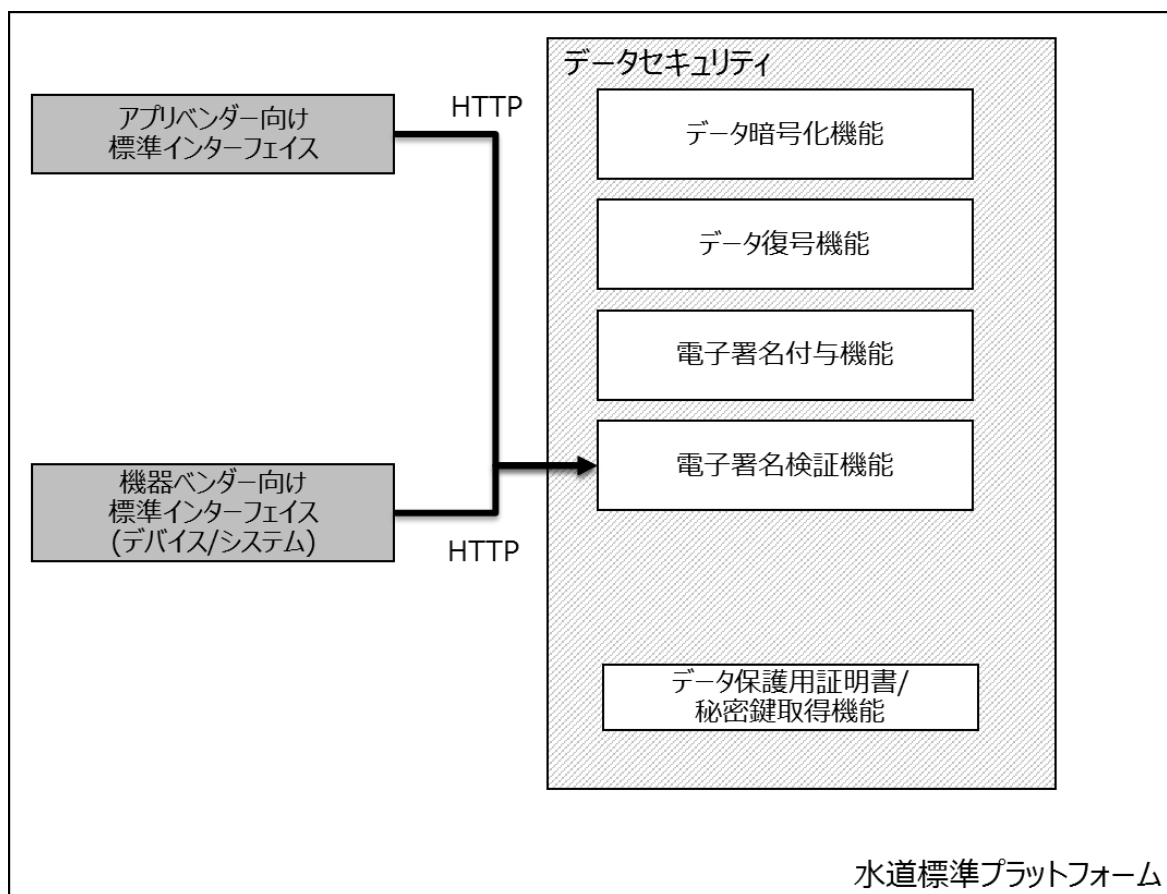 データセキュリティ
アプリベンダー向け
標準インターフェイス
HTTP
データ暗号化機能
データ復号機能
電子署名付与機能
電子署名検証機能
機器ベンダー向け
標準インターフェイス
(デバイス/システム)
HTTP
データ保護用証明書/
秘密鍵取得機能
水道標準プラットフォーム